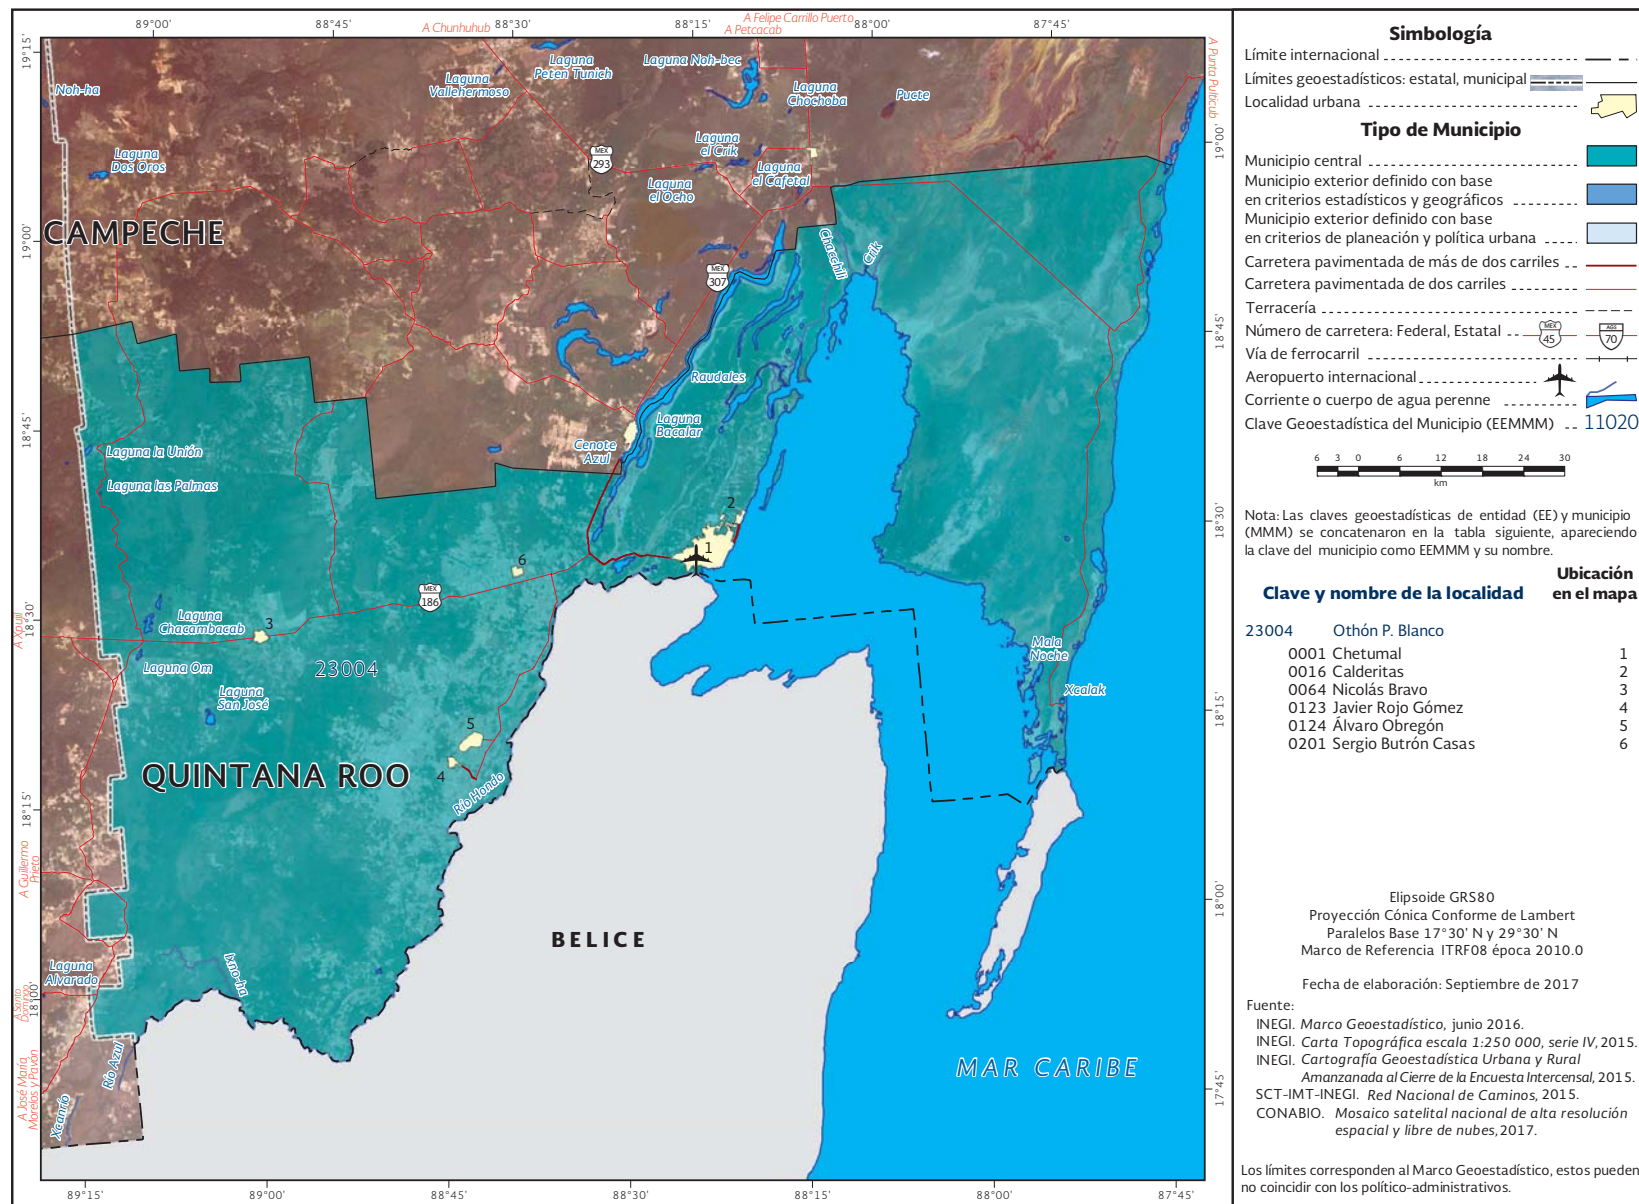 89°00'
88°45'
88°30'
88°15'
88°00'
87°45'
A Chunhuhub
A Felipe Carrillo Puerto
A Petcacab
A Punta Pulticub
19°15'
19°00'
18°45'
18°30'
18°15'
18°00'
A Xpujil
A Guillermo
Prieto
A Santo
Domingo
A José María
Morelos y Pavón
19°00'
18°45'
18°30'
18°15'
18°00'
17°45'
89°15'
89°00'
88°45'
88°30'
88°15'
88°00'
87°45'
Noh-ha
Laguna
Dos Oros
Laguna
Vallehermoso
Laguna
Peten Tunich
Laguna Noh-bec
Laguna
Chochoba
Pucte
Laguna
el Crik
Laguna
el Cafetal
Laguna
el Ocho
MEX
293
CAMPECHE
MEX
307
Chacchili
Crik
Raudales
Laguna
Bacalar
Cenote
Azul
Laguna la Unión
Laguna las Palmas
2
1
6
MEX
186
Laguna
Chacambacab
3
Laguna Om
23004
Laguna
San José
Mala
Noche
Xcalak
5
4
QUINTANA ROO
Río Hondo
BELICE
Laguna
Alvarado
Ixno-ha
Río Azul
Xcanrío
MAR CARIBE
Simbología
Límite internacional
Límites geoestadísticos: estatal, municipal
Localidad urbana
Tipo de Municipio
Municipio central
Municipio exterior definido con base
en criterios estadísticos y geográficos
Municipio exterior definido con base
en criterios de planeación y política urbana
Carretera pavimentada de más de dos carriles
Carretera pavimentada de dos carriles
Terracería
Número de carretera: Federal, Estatal MEX 45 AGS 70
Vía de ferrocarril
Aeropuerto internacional
Corriente o cuerpo de agua perenne
Clave Geoestadística del Municipio (EEMMM) 11020
6 3 0 6 12 18 24 30
km
Nota: Las claves geoestadísticas de entidad (EE) y municipio
(MMM) se concatenaron en la tabla siguiente, apareciendo
la clave del municipio como EEMMM y su nombre.
Clave y nombre de la localidad Ubicación
en el mapa
23004 Othón P. Blanco
0001 Chetumal 1
0016 Calderitas 2
0064 Nicolás Bravo 3
0123 Javier Rojo Gómez 4
0124 Álvaro Obregón 5
0201 Sergio Butrón Casas 6
Elipsoide GRS80
Proyección Cónica Conforme de Lambert
Paralelos Base 17°30' N y 29°30' N
Marco de Referencia ITRF08 época 2010.0
Fecha de elaboración: Septiembre de 2017
Fuente:
INEGI. Marco Geoestadístico, junio 2016.
INEGI. Carta Topográfica escala 1:250 000, serie IV, 2015.
INEGI. Cartografía Geoestadística Urbana y Rural
Amanzanada al Cierre de la Encuesta Intercensal, 2015.
SCT-IMT-INEGI. Red Nacional de Caminos, 2015.
CONABIO. Mosaico satelital nacional de alta resolución
espacial y libre de nubes, 2017.
Los límites corresponden al Marco Geoestadístico, estos pueden
no coincidir con los político-administrativos.